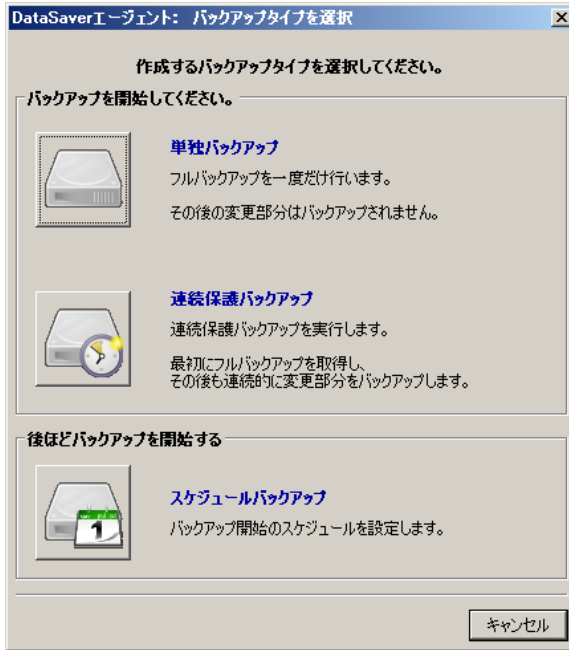 DataSaverエージェント: バックアップタイプを選択
作成するバックアップタイプを選択してください。
バックアップを開始してください。
単独バックアップ
フルバックアップを一度だけ行います。
その後の変更部分はバックアップされません。
連続保護バックアップ
連続保護バックアップを実行します。
最初にフルバックアップを取得し、
その後も連続的に変更部分をバックアップします。
後ほどバックアップを開始する
1
スケジュールバックアップ
バックアップ開始のスケジュールを設定します。
キャンセル